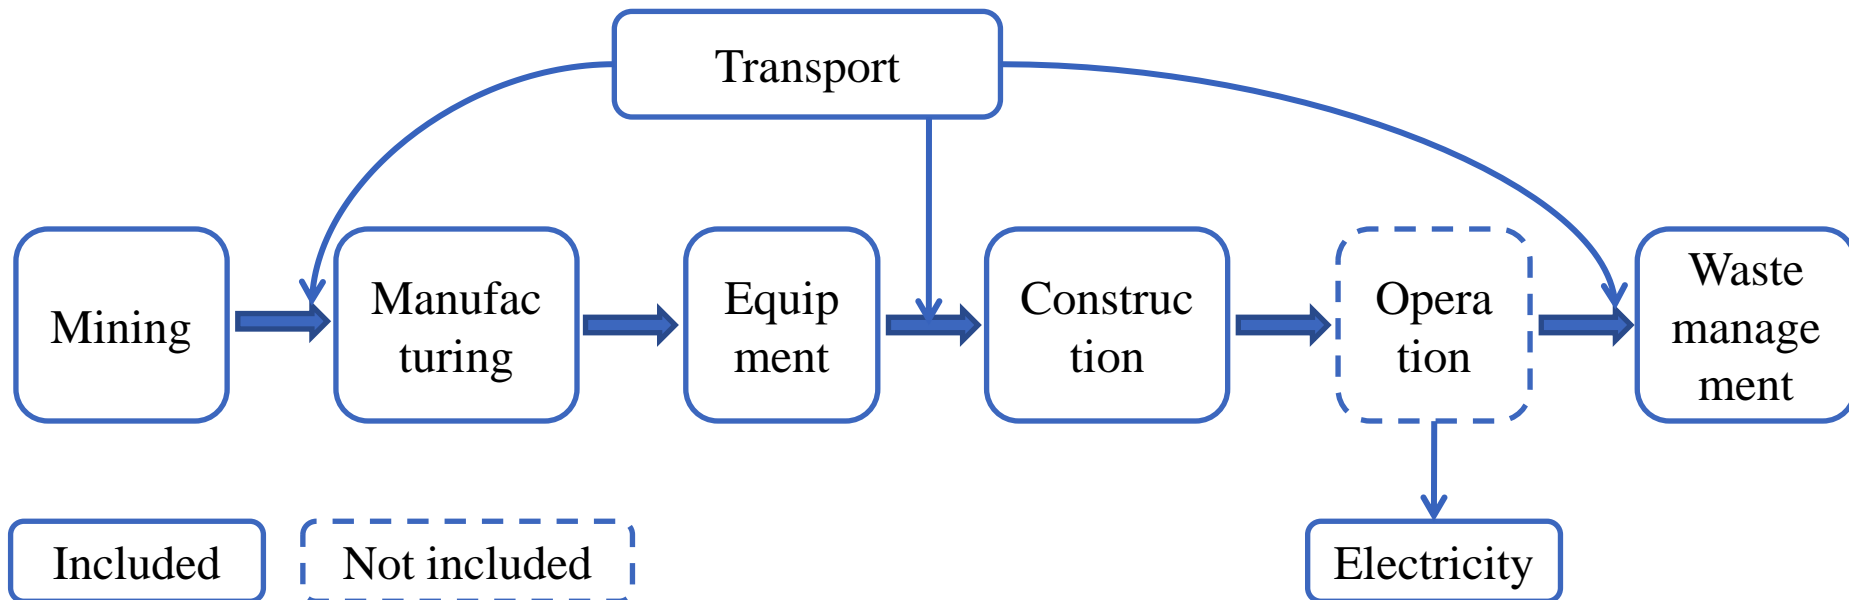 Transport
Mining
Manufac
turing
Equip
ment
Construc
tion
Opera
tion
Waste
manage
ment
Included
Not included
Electricity